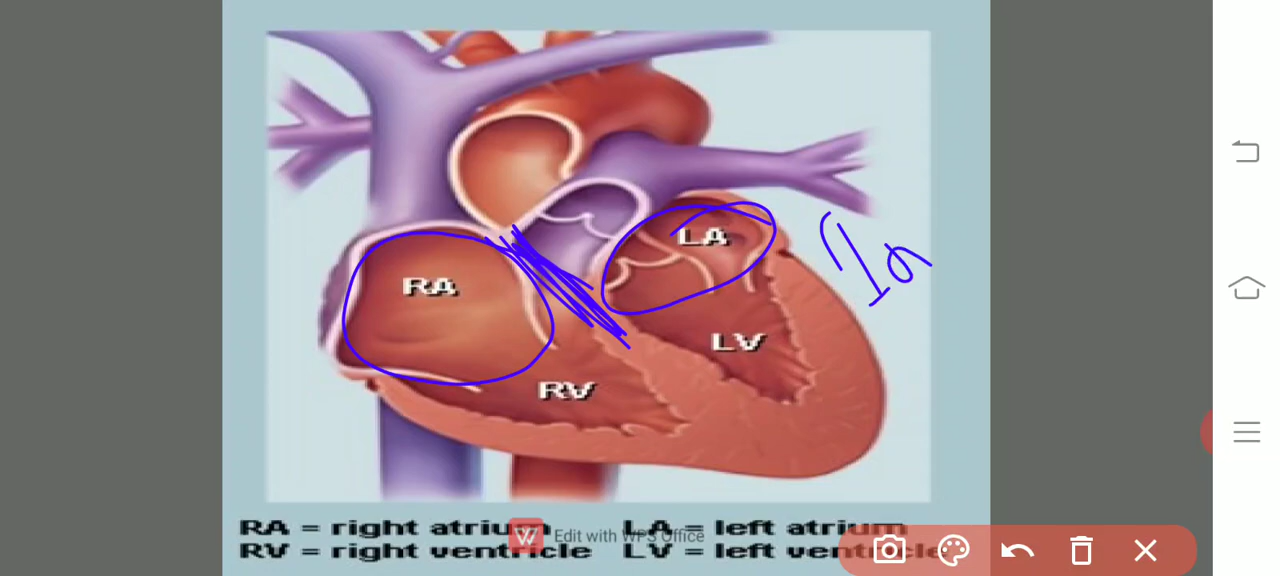 LA
RA
LV
RV
RA = right atrium LA = left atrium
RV = right ventricle LV = left ventricle
Edit with WPS Office